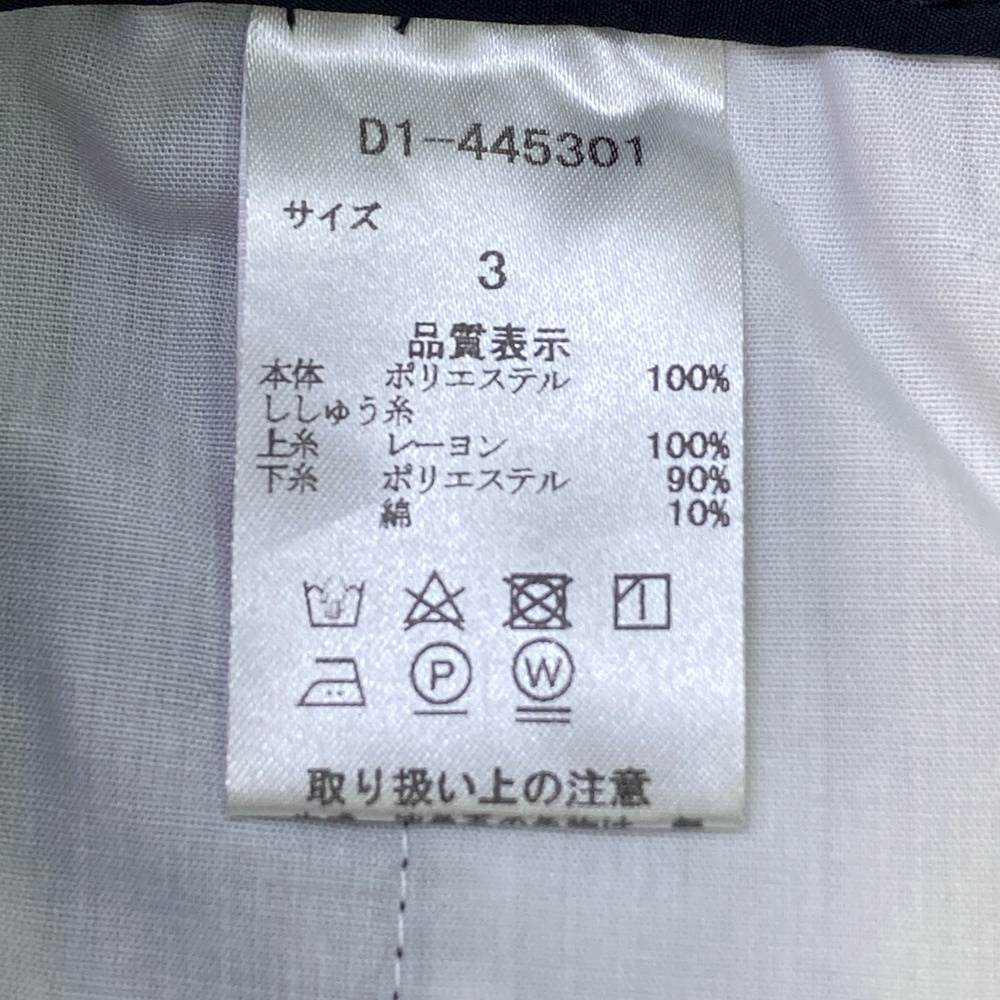 D1-445301
サイズ
3
品質表示
本体 ポリエステル 100%
ししゅう糸
上糸 レーヨン 100%
下糸 ポリエステル 90%
綿 10%
P W
取り扱い上の注意